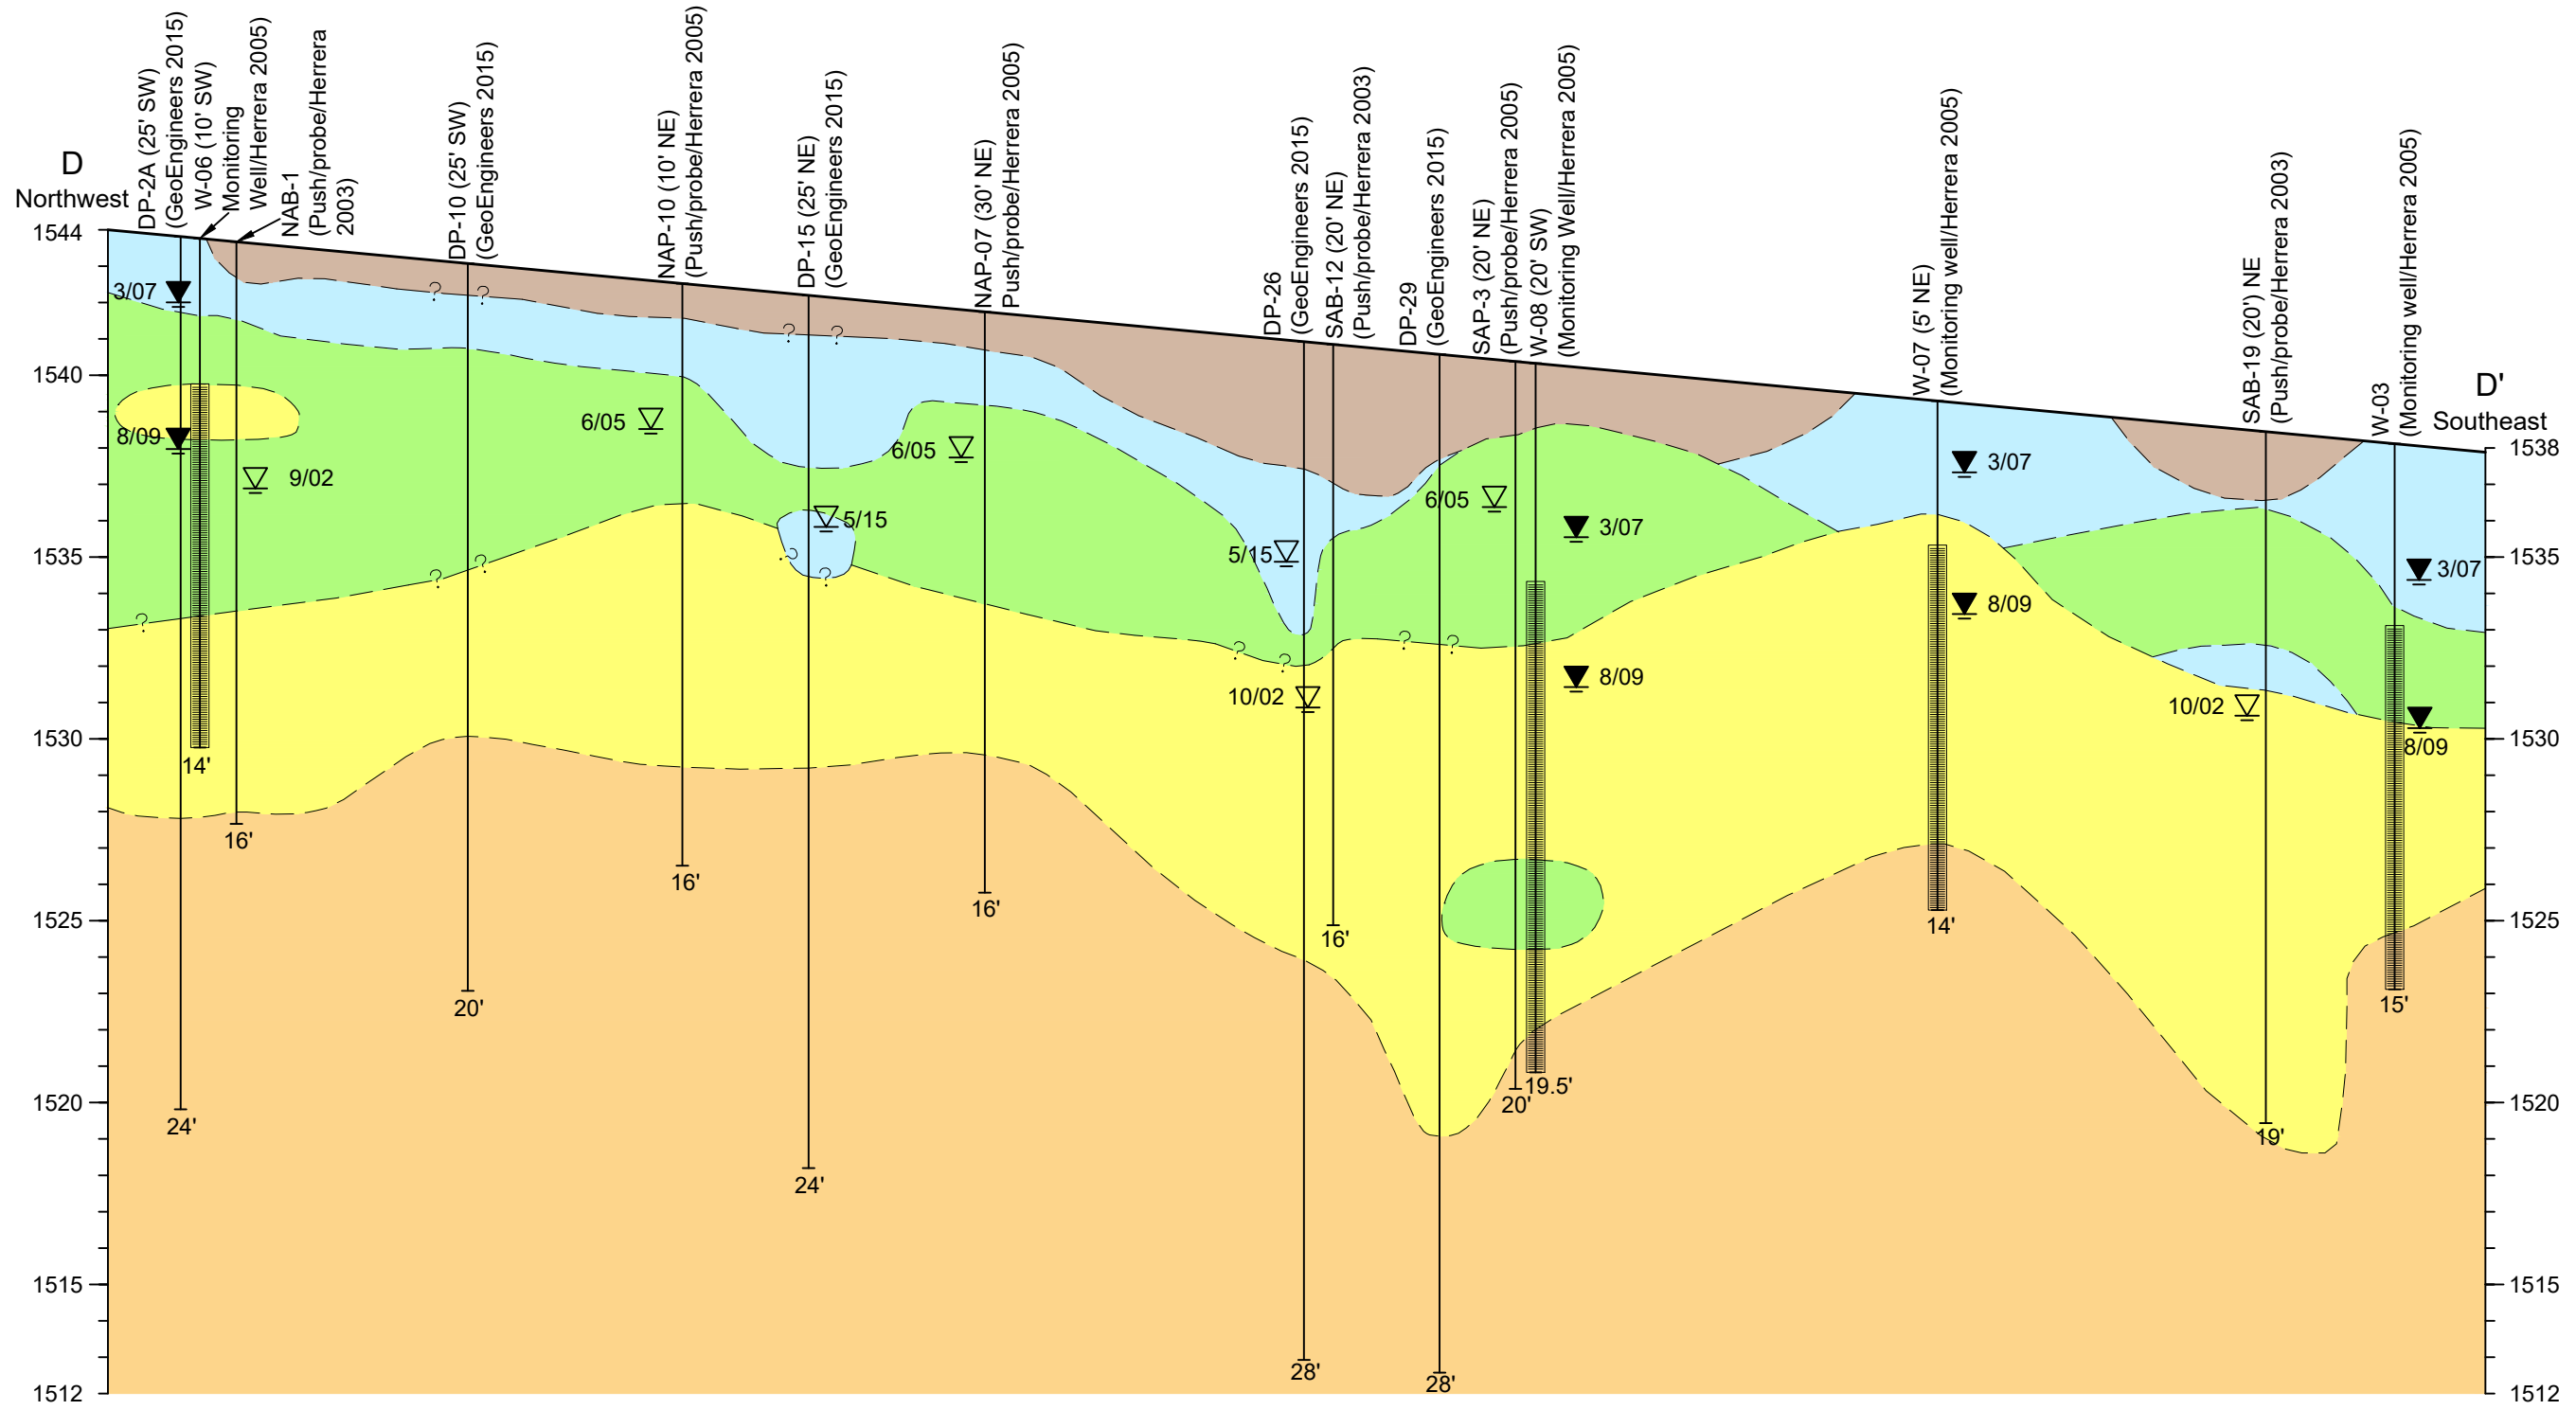 D
Northwest
DP-2A (25' SW)
(GeoEngineers 2015)
W-06 (10' SW)
Monitoring
Well/Herrera 2005)
NAB-1
(Push/probe/Herrera
2003)
DP-10 (25' SW)
(GeoEngineers 2015)
NAP-10 (10' NE)
(Push/probe/Herrera 2005)
DP-15 (25' NE)
(GeoEngineers 2015)
NAP-07 (30' NE)
Push/probe/Herrera 2005)
DP-26
(GeoEngineers 2015)
SAB-12 (20' NE)
(Push/probe/Herrera 2003)
DP-29
(GeoEngineers 2015)
SAP-3 (20' NE)
(Push/probe/Herrera 2005)
W-08 (20' SW)
(Monitoring Well/Herrera 2005)
W-07 (5' NE)
(Monitoring well/Herrera 2005)
SAB-19 (20') NE
(Push/probe/Herrera 2003)
W-03
(Monitoring well/Herrera 2005)
D'
Southeast
1544
1540
1535
1530
1525
1520
1515
1512
1538
1535
1530
1525
1520
1515
1512
3/07
8/09
9/02
6/05
5/15
6/05
5/15
10/02
6/05
3/07
8/09
3/07
8/09
10/02
3/07
8/09
? ?
? ?
?
? ?
?
?
? ?
? ?
24'
14'
16'
20'
16'
24'
16'
28'
16'
28'
20'
19.5'
14'
19'
15'